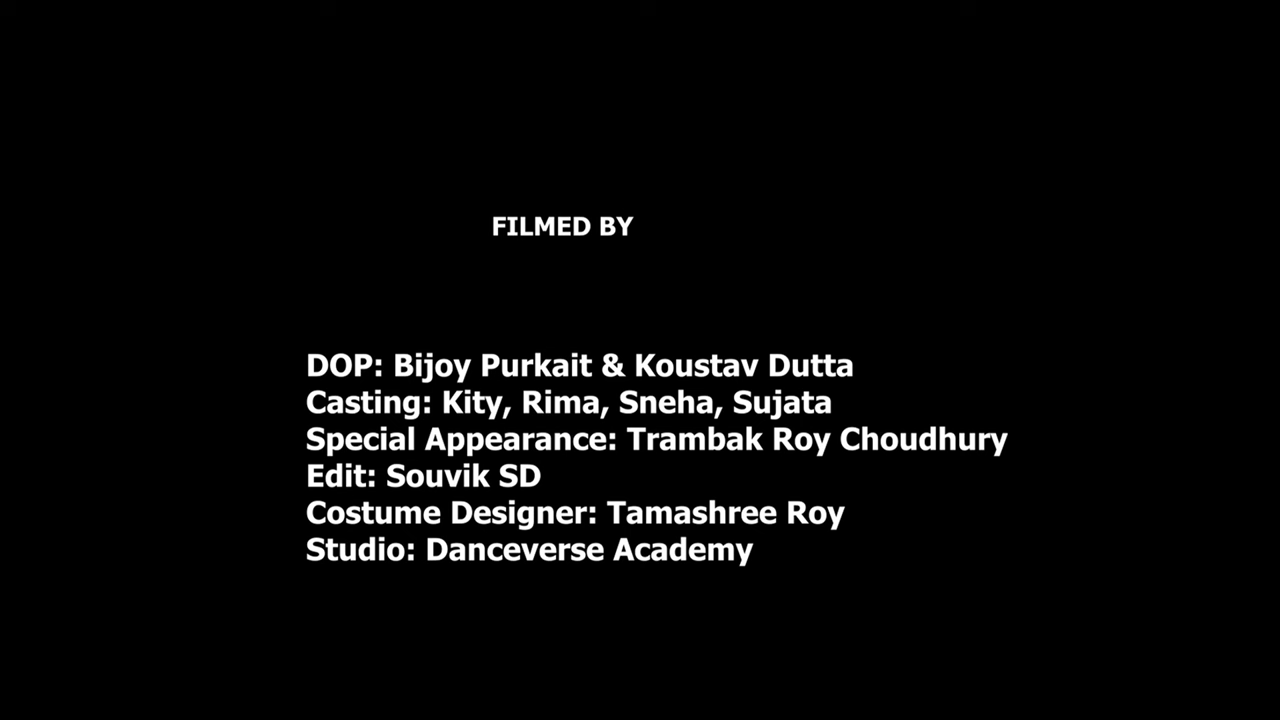 FILMED BY
DOP: Bijoy Purkait & Koustav Dutta
Casting: Kity, Rima, Sneha, Sujata
Special Appearance: Trambak Roy Choudhury
Edit: Souvik SD
Costume Designer: Tamashree Roy
Studio: Danceverse Academy